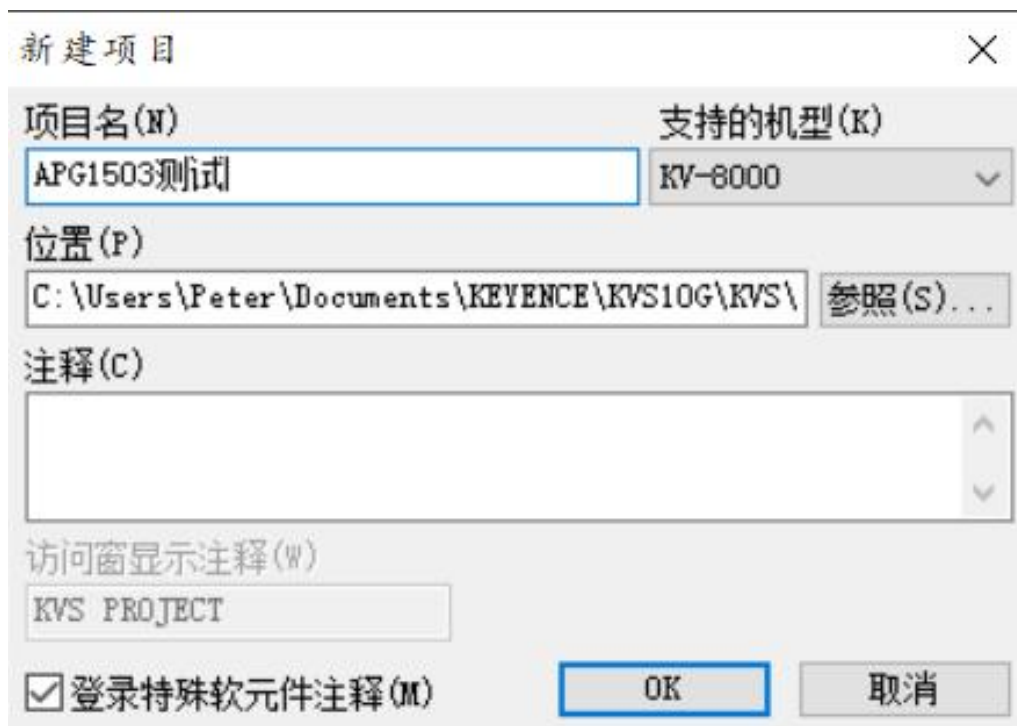 新建项目
项目名(N) 支持的机型(K)
APG1503测试 KV-8000
位置(P)
C:\Users\Peter\Documents\KEYENCE\KVS10G\KVS\ 参照(S)...
注释(C)
访问窗显示注释(W)
KVS PROJECT
登录特殊软元件注释(M) OK 取消